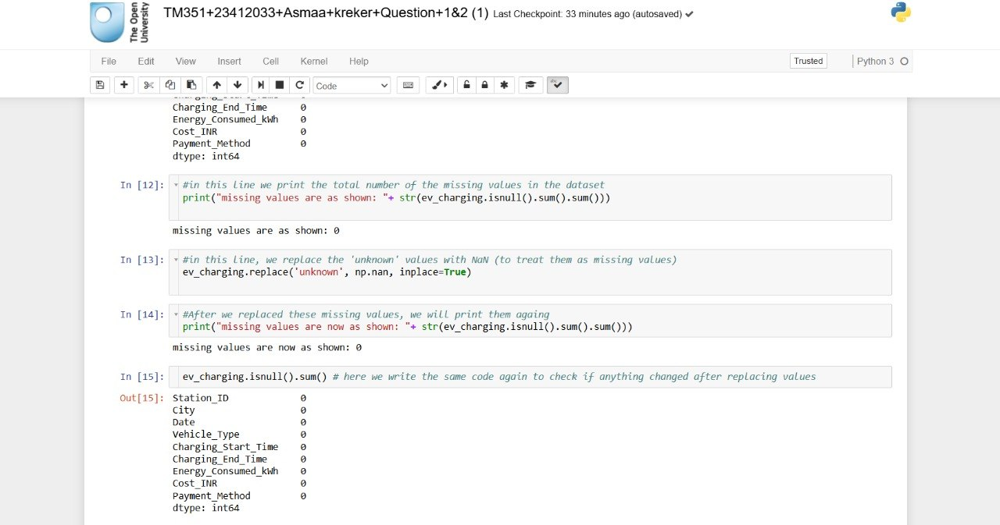 The Open
University
TM351+23412033+Asmaa+kreker+Question+1&2 (1) Last Checkpoint: 33 minutes ago (autosaved)
File Edit View Insert Cell Kernel Help Trusted Python 3
Code
Charging_End_Time 0
Energy_Consumed_kWh 0
Cost_INR 0
Payment_Method 0
dtype: int64
In [12]: #in this line we print the total number of the missing values in the dataset
print("missing values are as shown: "+ str(ev_charging.isnull().sum().sum()))
missing values are as shown: 0
In [13]: #in this line, we replace the 'unknown' values with NaN (to treat them as missing values)
ev_charging.replace('unknown', np.nan, inplace=True)
In [14]: #After we replaced these missing values, we will print them againg
print("missing values are now as shown: "+ str(ev_charging.isnull().sum().sum()))
missing values are now as shown: 0
In [15]: ev_charging.isnull().sum() # here we write the same code again to check if anything changed after replacing values
Out[15]: Station_ID 0
City 0
Date 0
Vehicle_Type 0
Charging_Start_Time 0
Charging_End_Time 0
Energy_Consumed_kWh 0
Cost_INR 0
Payment_Method 0
dtype: int64